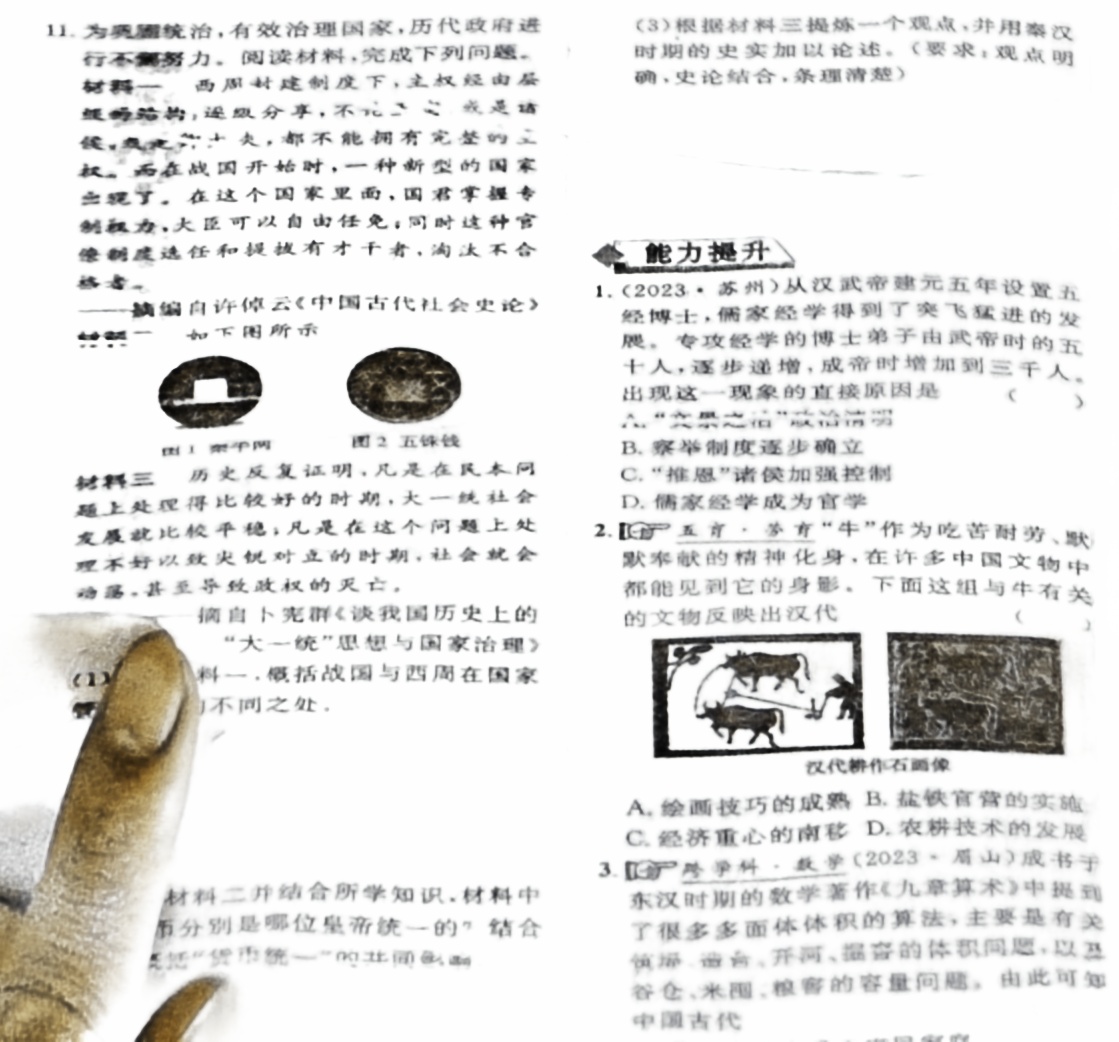 11. 为巩固统治,有效治理国家,历代政府进
行不懈努力。阅读材料,完成下列问题。
材料一 西周封建制度下,主权经由层
级的结构,逐级分享,不论 或是诸
侯, 大夫,都不能拥有完整的主
权。而在战国开始时,一种新型的国家
出现了。在这个国家里面,国君掌握专
制权力,大臣可以自由任免;同时这种官
僚制度选任和提拔有才干者,淘汰不合
格者。
——摘编自许倬云《中国古代社会史论》
材料二 如下图所示
图1 秦半两 图2 五铢钱
材料三 历史反复证明,凡是在民本问
题上处理得比较好的时期,大一统社会
发展就比较平稳;凡是在这个问题上处
理不好以致尖锐对立的时期,社会就会
动荡,甚至导致政权的灭亡。
摘自卜宪群《谈我国历史上的
“大一统”思想与国家治理》
(1) 料一,概括战国与西周在国家
不同之处。
材料二并结合所学知识,材料中
币分别是哪位皇帝统一的?结合
概括“货币统一”的共同影响
(3)根据材料三提炼一个观点,并用秦汉
时期的史实加以论述。(要求:观点明
确,史论结合,条理清楚)
能力提升
1. (2023·苏州)从汉武帝建元五年设置五
经博士,儒家经学得到了突飞猛进的发
展。专攻经学的博士弟子由武帝时的五
十人,逐步递增,成帝时增加到三千人。
出现这一现象的直接原因是 ( )
A. “文景之治”政治清明
B. 察举制度逐步确立
C. “推恩”诸侯加强控制
D. 儒家经学成为官学
2. 五育·劳育 “牛”作为吃苦耐劳、默
默奉献的精神化身,在许多中国文物中
都能见到它的身影。下面这组与牛有关
的文物反映出汉代 ( )
汉代耕作石画像
A. 绘画技巧的成熟 B. 盐铁官营的实施
C. 经济重心的南移 D. 农耕技术的发展
3. 跨学科·数学 (2023·眉山)成书于
东汉时期的数学著作《九章算术》中提到
了很多多面体体积的算法,主要是有关
开河、 的体积问题,以及
谷仓、米囤、粮窖的容量问题。由此可知
中国古代